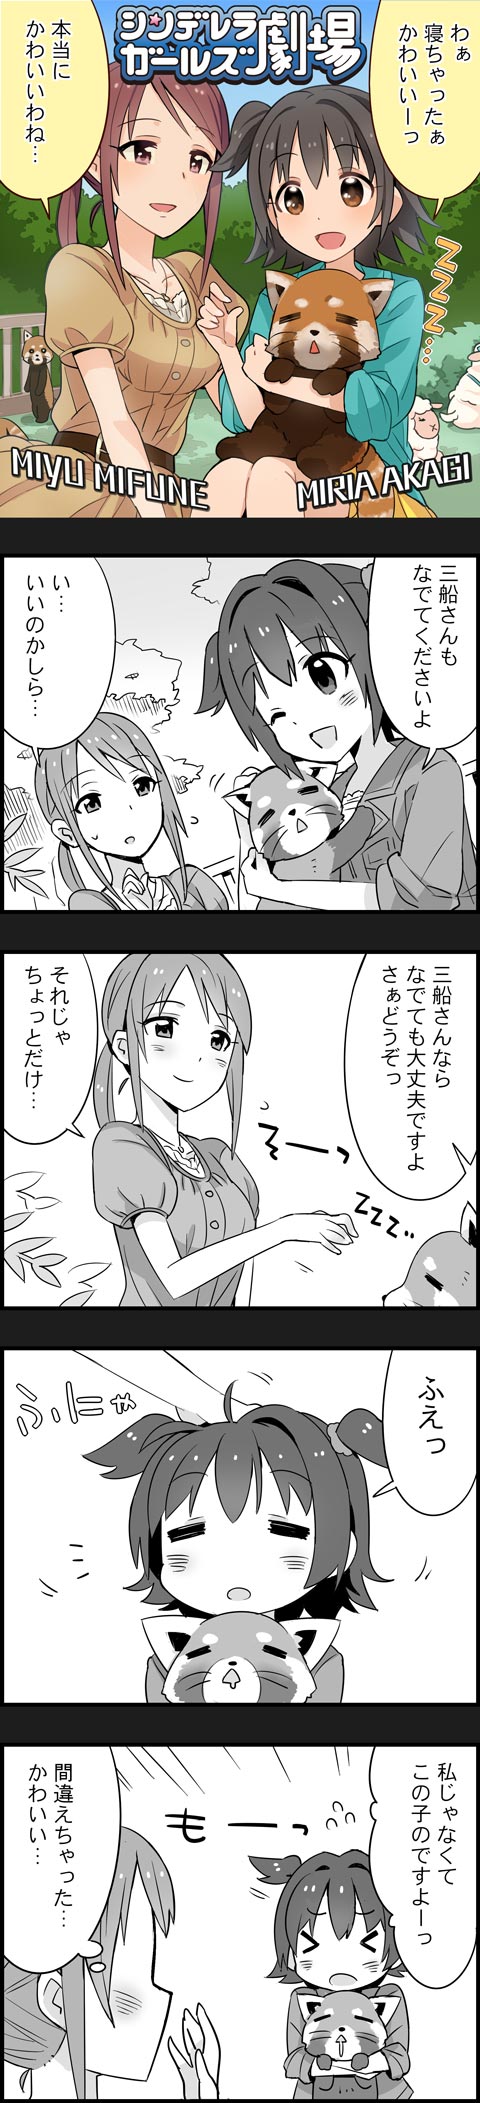 シンデレラ
ガールズ劇場
わぁ
寝ちゃったぁ
かわいいーっ
本当に
かわいいわね…
ZZZ…
MIYU MIFUNE
MIRIA AKAGI
三船さんも
なでてくださいよ
い…
いいのかしら…
三船さんなら
なでても大丈夫ですよ
さぁどうぞっ
それじゃ
ちょっとだけ…
そーっ
ZZZ…
ふえっ
ふにゃ
私じゃなくて
この子のですよーっ
もーっ
間違えちゃった…
かわいい…